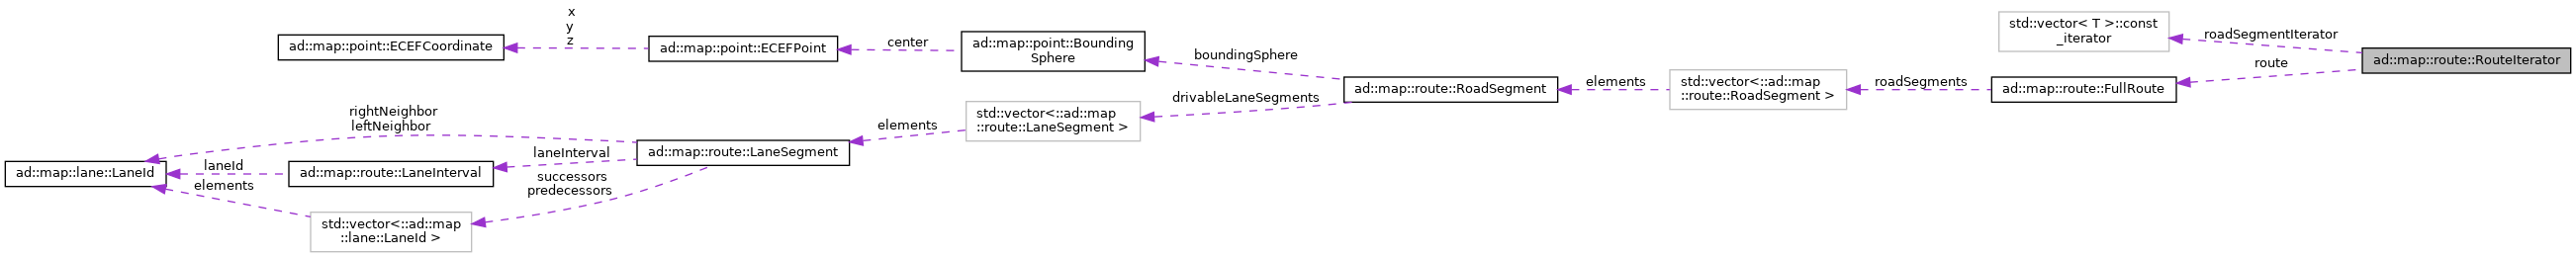 x
y
z
ad::map::point::ECEFCoordinate
ad::map::point::ECEFPoint
center
ad::map::point::Bounding
Sphere
boundingSphere
std::vector< T >::const
_iterator
roadSegmentIterator
ad::map::route::RouteIterator
route
ad::map::route::FullRoute
roadSegments
std::vector<::ad::map
::route::RoadSegment >
elements
ad::map::route::RoadSegment
drivableLaneSegments
std::vector<::ad::map
::route::LaneSegment >
elements
ad::map::route::LaneSegment
rightNeighbor
leftNeighbor
laneInterval
successors
predecessors
ad::map::route::LaneInterval
laneId
elements
ad::map::lane::LaneId
std::vector<::ad::map
::lane::LaneId >